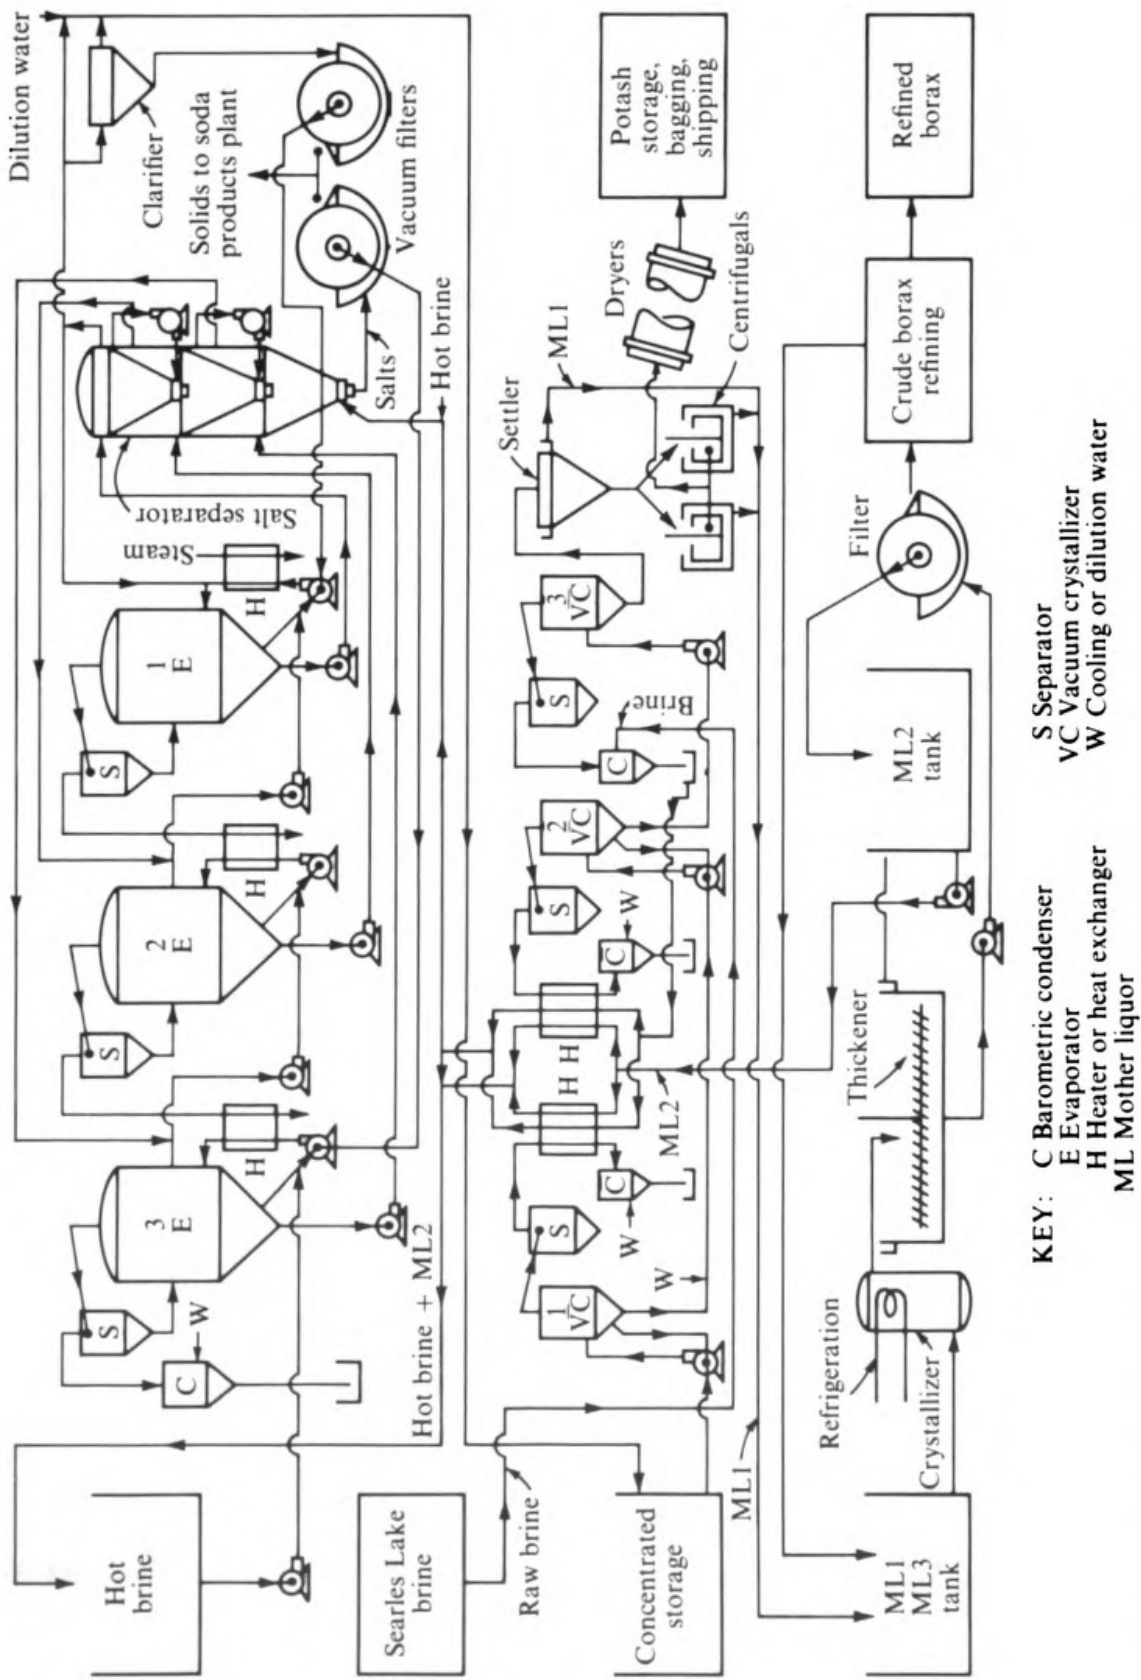 Dilution water
Clarifier
Solids to soda
products plant
Vacuum filters
Salts
Hot brine
Salt separator
Steam
1
E
2
E
3
E
S
S
S
H
H
H
C
W
Hot brine + ML2
Hot
brine
Searles Lake
brine
Raw brine
Concentrated
storage
1
VC
2
VC
3
VC
S
S
S
W
W
C
C
W
C
Brine
H H
ML2
Settler
ML1
Dryers
Centrifugals
Potash
storage,
bagging,
shipping
ML1
ML1
ML3
tank
Refrigeration
Crystallizer
Thickener
ML2
tank
Filter
Crude borax
refining
Refined
borax
KEY: C Barometric condenser
E Evaporator
H Heater or heat exchanger
ML Mother liquor
S Separator
VC Vacuum crystallizer
W Cooling or dilution water